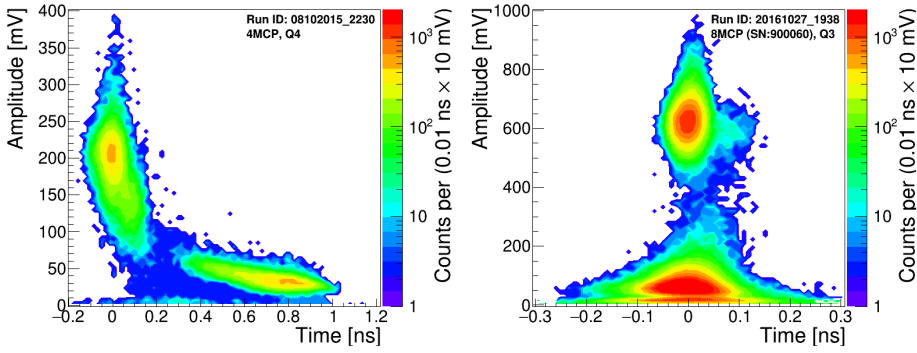 Run ID: 08102015_2230
4MCP, Q4
Amplitude [mV]
400
350
300
250
200
150
100
50
0
−0.2 0 0.2 0.4 0.6 0.8 1 1.2
Time [ns]
10³
10²
10
1
Counts per (0.01 ns × 10 mV)
Run ID: 20161027_1938
8MCP (SN:900060), Q3
Amplitude [mV]
1000
800
600
400
200
0
−0.3 −0.2 −0.1 0 0.1 0.2 0.3
Time [ns]
10³
10²
10
1
Counts per (0.01 ns × 10 mV)